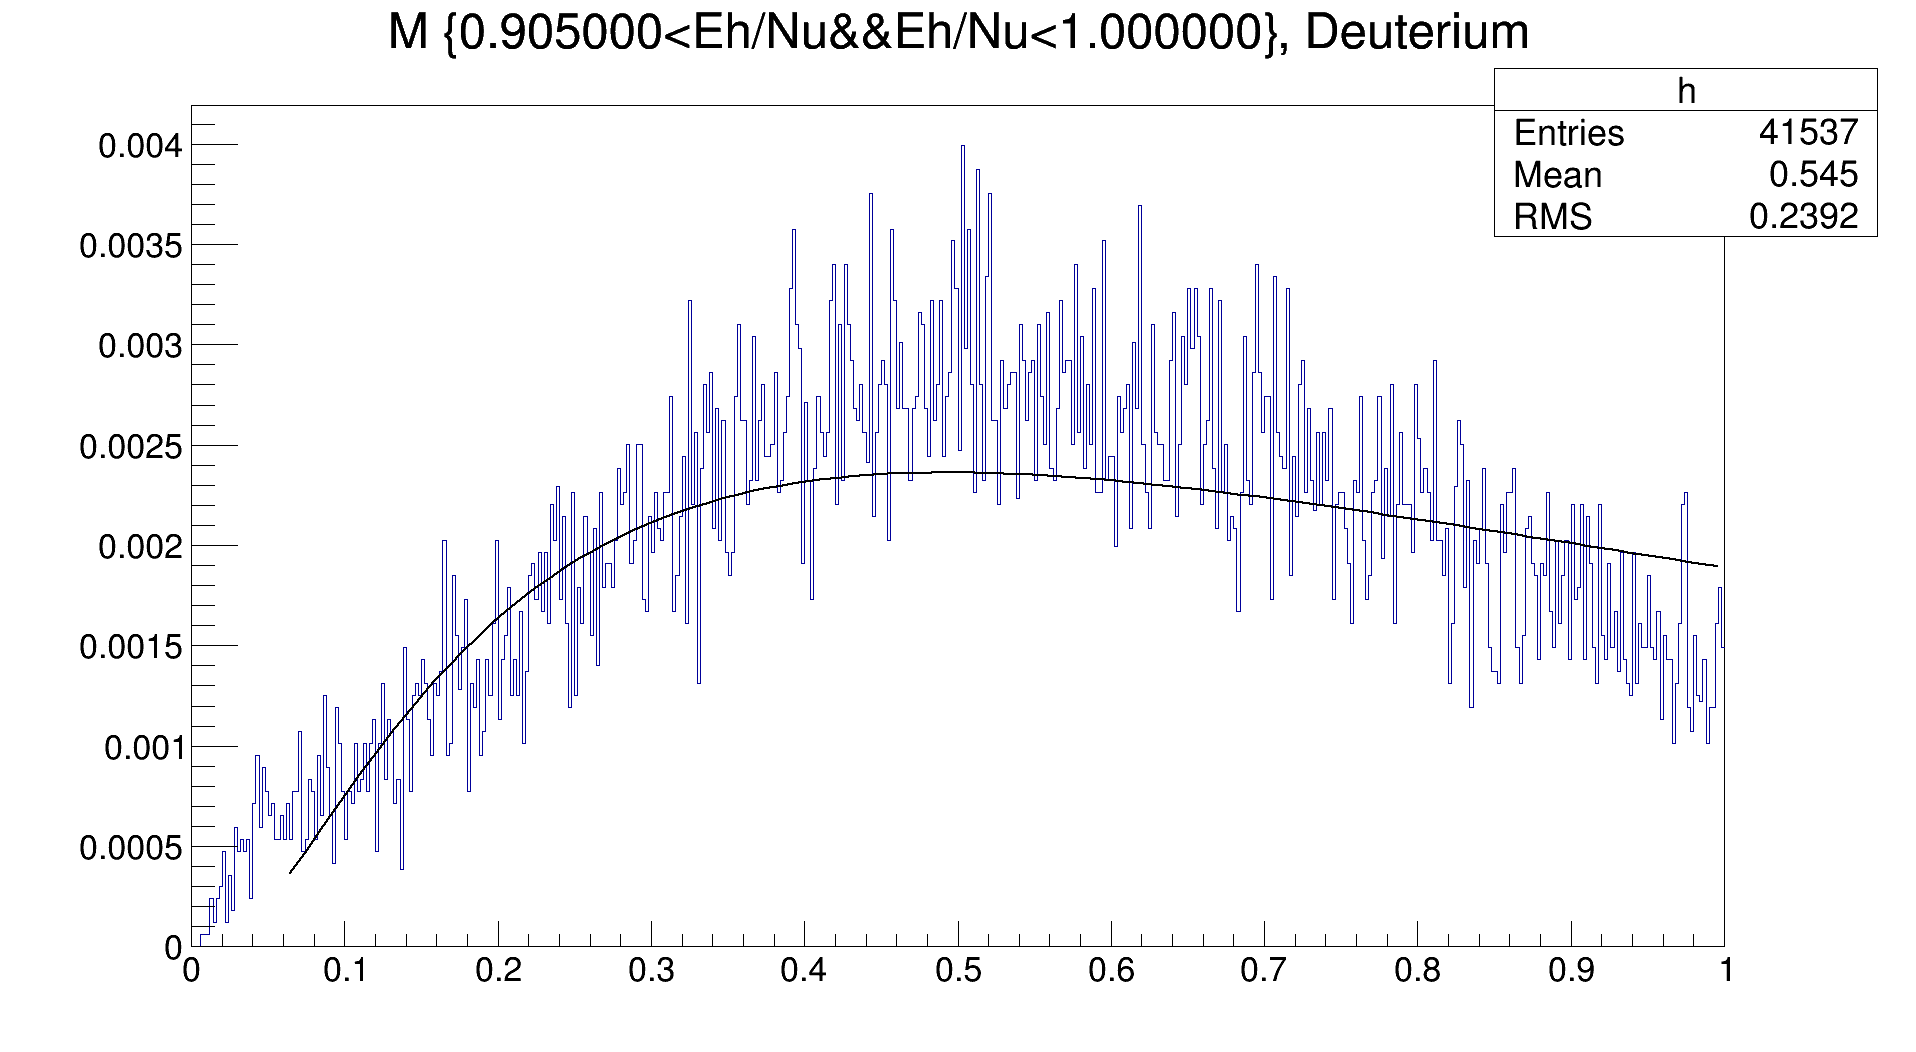 M {0.905000<Eh/Nu&&Eh/Nu<1.000000}, Deuterium
h
Entries 41537
Mean 0.545
RMS 0.2392
0.004
0.0035
0.003
0.0025
0.002
0.0015
0.001
0.0005
0
0 0.1 0.2 0.3 0.4 0.5 0.6 0.7 0.8 0.9 1